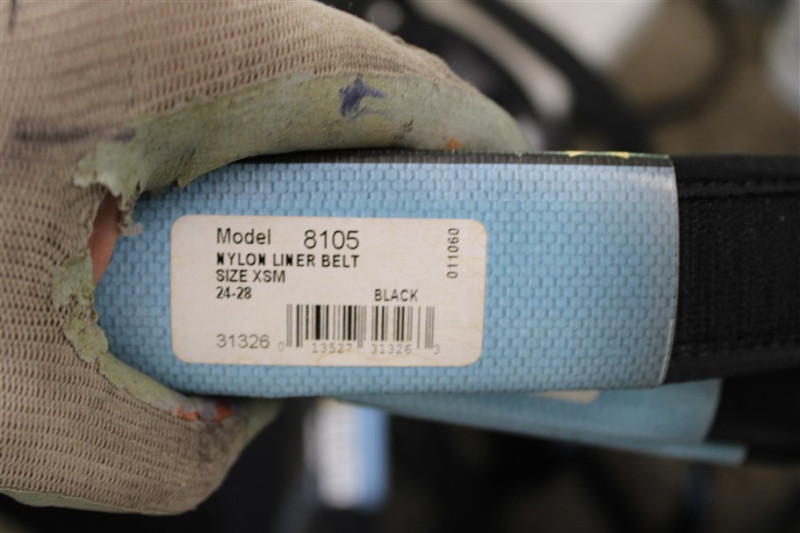 Model 8105
NYLON LINER BELT
SIZE XSM
24-28 BLACK
31326
0 13527 31326 3
011060